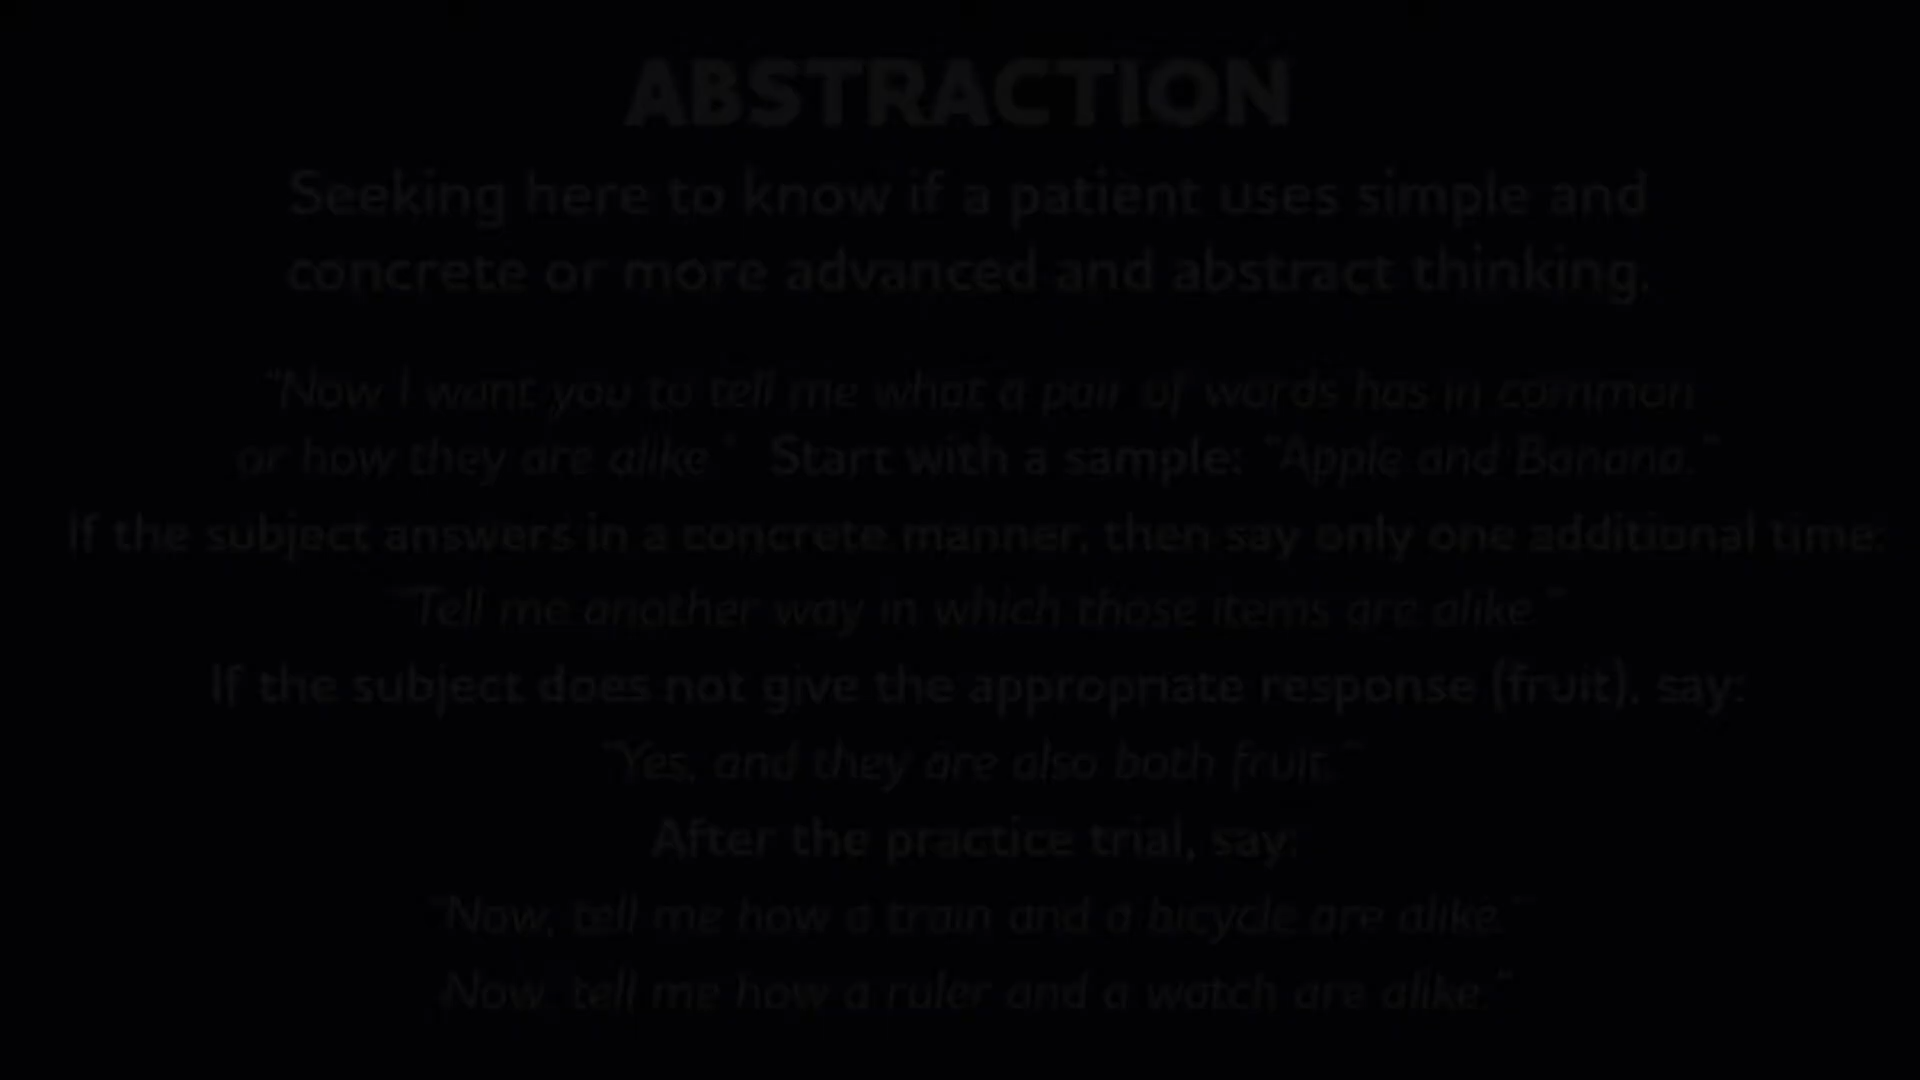 ABSTRACTION
Seeking here to know if a patient uses simple and
concrete or more advanced and abstract thinking.
"Now I want you to tell me what a pair of words has in common
or how they are alike." Start with a sample: "Apple and Banana."
If the subject answers in a concrete manner, then say only one additional time:
"Tell me another way in which those items are alike."
If the subject does not give the appropriate response (fruit), say:
"Yes, and they are also both fruit."
After the practice trial, say:
"Now, tell me how a train and a bicycle are alike."
Now, tell me how a ruler and a watch are alike."